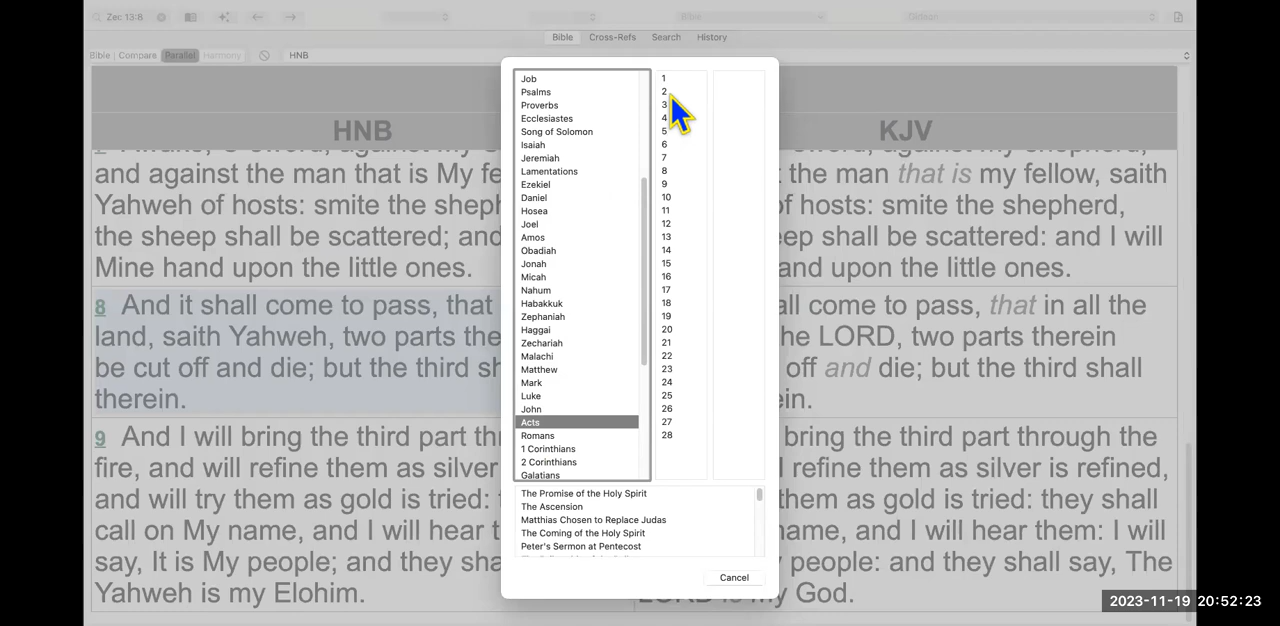 Zec 13:8
Bible
Bible Cross-Refs Search History
Bible Compare Parallel Harmony HNB
HNB
KJV
and against the man that is My fe
Yahweh of hosts: smite the sheph
the sheep shall be scattered; and
Mine hand upon the little ones.
8 And it shall come to pass, that
land, saith Yahweh, two parts the
be cut off and die; but the third sh
therein.
9 And I will bring the third part thr
fire, and will refine them as silver
and will try them as gold is tried: t
call on My name, and I will hear t
say, It is My people; and they sha
Yahweh is my Elohim.
Job
Psalms
Proverbs
Ecclesiastes
Song of Solomon
Isaiah
Jeremiah
Lamentations
Ezekiel
Daniel
Hosea
Joel
Amos
Obadiah
Jonah
Micah
Nahum
Habakkuk
Zephaniah
Haggai
Zechariah
Malachi
Matthew
Mark
Luke
John
Acts
Romans
1 Corinthians
2 Corinthians
Galatians
1
2
3
4
5
6
7
8
9
10
11
12
13
14
15
16
17
18
19
20
21
22
23
24
25
26
27
28
The Promise of the Holy Spirit
The Ascension
Matthias Chosen to Replace Judas
The Coming of the Holy Spirit
Peter's Sermon at Pentecost
Cancel
t the man that is my fellow, saith
of hosts: smite the shepherd,
eep shall be scattered: and I will
and upon the little ones.
all come to pass, that in all the
he LORD, two parts therein
off and die; but the third shall
ein.
bring the third part through the
l refine them as silver is refined,
them as gold is tried: they shall
name, and I will hear them: I will
people: and they shall say, The
LORD is my God.
2023-11-19 20:52:23